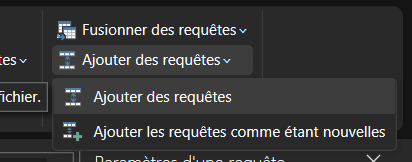 Fusionner des requêtes
tes
Ajouter des requêtes
fichier.
Ajouter des requêtes
Ajouter les requêtes comme étant nouvelles
Paramètres d'une requête